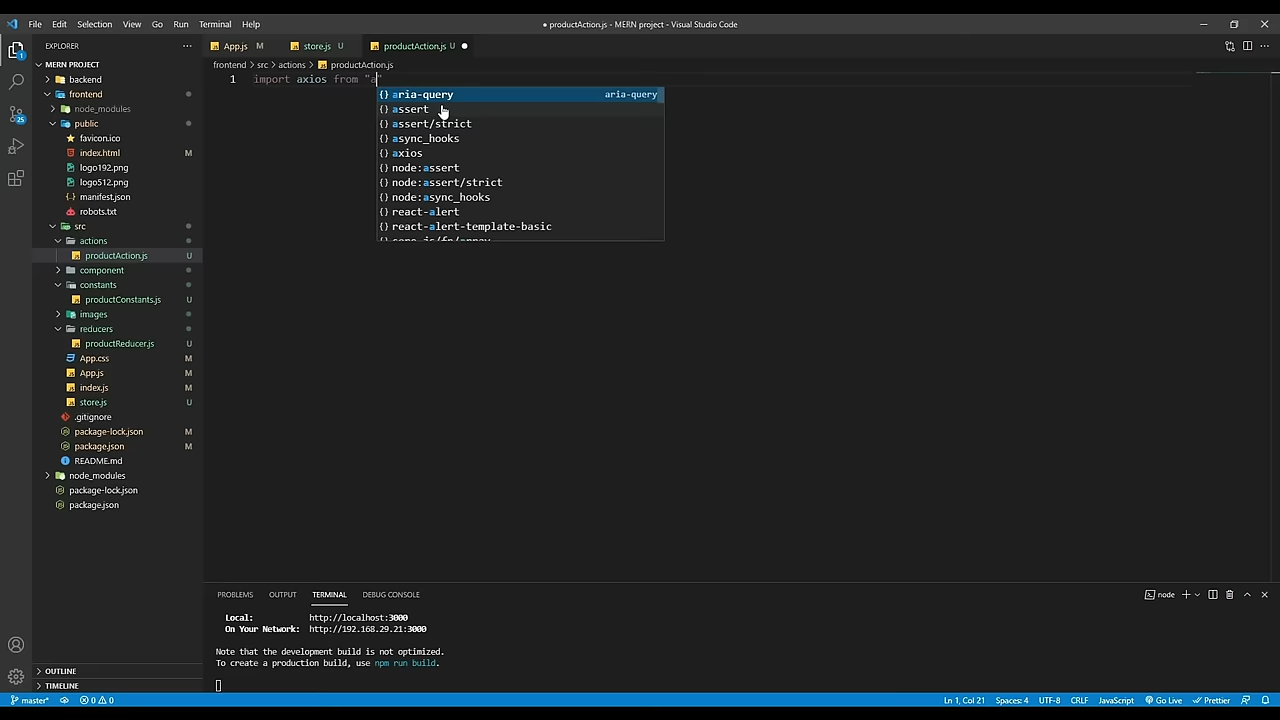 File Edit Selection View Go Run Terminal Help
● productAction.js - MERN project - Visual Studio Code
EXPLORER
App.js M
store.js U
productAction.js U
frontend > src > actions > productAction.js
MERN PROJECT
backend
frontend
node_modules
public
favicon.ico
index.html M
logo192.png
logo512.png
manifest.json
robots.txt
src
actions
productAction.js U
component
constants
productConstants.js U
images
reducers
productReducer.js U
App.css M
App.js M
index.js M
store.js U
.gitignore
package-lock.json M
package.json M
README.md
node_modules
package-lock.json
package.json
OUTLINE
TIMELINE
1
25
1 import axios from "a"
{} aria-query aria-query
{} assert
{} assert/strict
{} async_hooks
{} axios
{} node:assert
{} node:assert/strict
{} node:async_hooks
{} react-alert
{} react-alert-template-basic
PROBLEMS OUTPUT TERMINAL DEBUG CONSOLE
node
Local: http://localhost:3000
On Your Network: http://192.168.29.21:3000
Note that the development build is not optimized.
To create a production build, use npm run build.
master* 0 0
Ln 1, Col 21 Spaces: 4 UTF-8 CRLF JavaScript Go Live Prettier